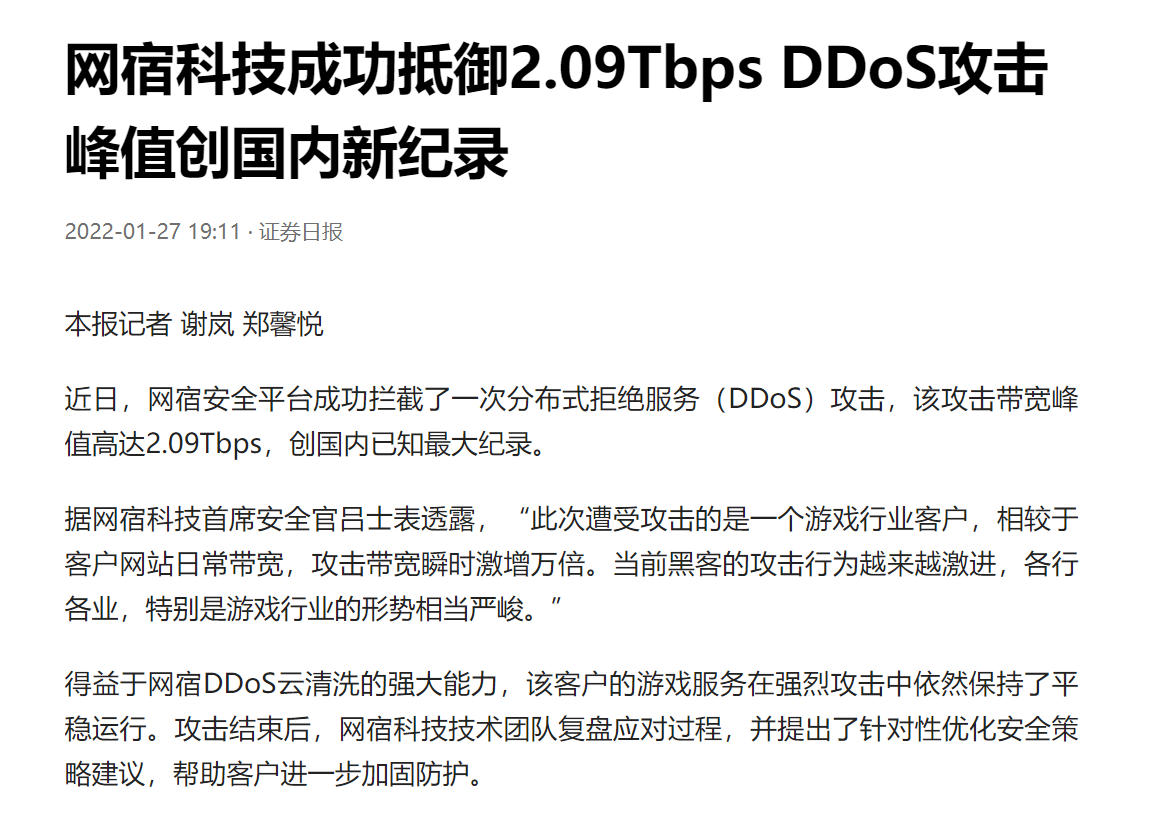 网宿科技成功抵御2.09Tbps DDoS攻击
峰值创国内新纪录
2022-01-27 19:11 · 证券日报
本报记者 谢岚 郑馨悦
近日，网宿安全平台成功拦截了一次分布式拒绝服务（DDoS）攻击，该攻击带宽峰
值高达2.09Tbps，创国内已知最大纪录。
据网宿科技首席安全官吕士表透露，“此次遭受攻击的是一个游戏行业客户，相较于
客户网站日常带宽，攻击带宽瞬时激增万倍。当前黑客的攻击行为越来越激进，各行
各业，特别是游戏行业的形势相当严峻。”
得益于网宿DDoS云清洗的强大能力，该客户的游戏服务在强烈攻击中依然保持了平
稳运行。攻击结束后，网宿科技技术团队复盘应对过程，并提出了针对性优化安全策
略建议，帮助客户进一步加固防护。